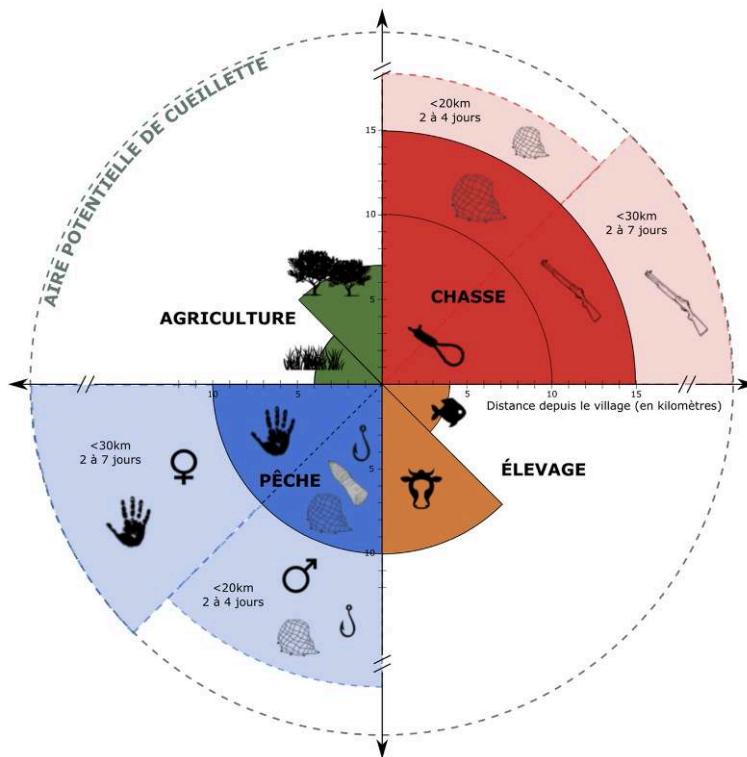 AIRE POTENTIELLE DE CUEILLETTE
<20km
2 à 4 jours
15
<30km
2 à 7 jours
10
CHASSE
5
AGRICULTURE
10
5
5
10
15
Distance depuis le village (en kilomètres)
<30km
2 à 7 jours
PÊCHE
5
ÉLEVAGE
10
<20km
2 à 4 jours